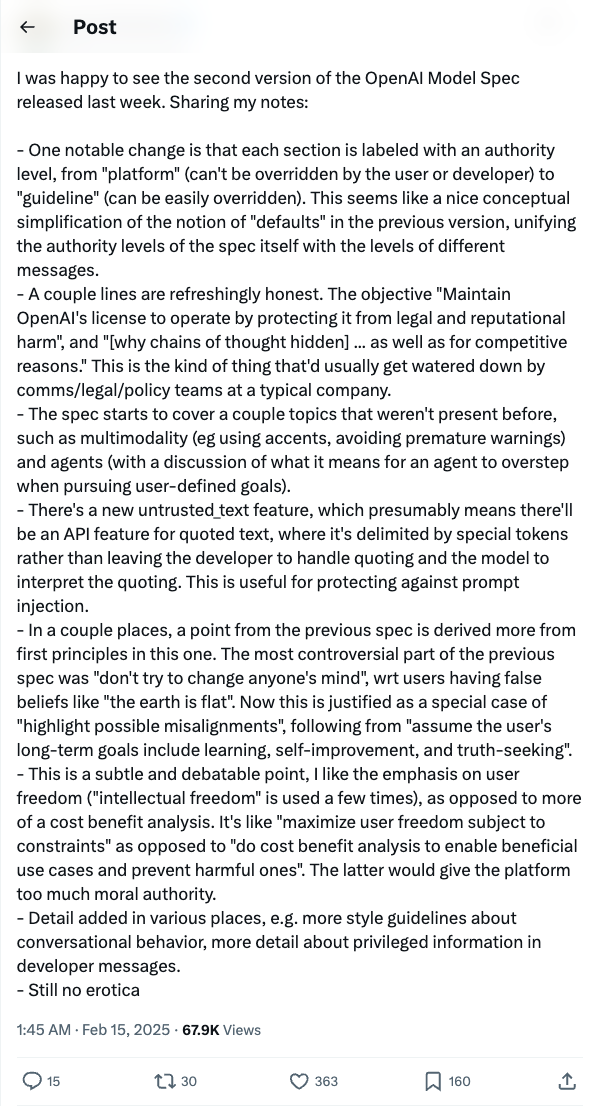 Post
I was happy to see the second version of the OpenAI Model Spec
released last week. Sharing my notes:
- One notable change is that each section is labeled with an authority
level, from "platform" (can't be overridden by the user or developer) to
"guideline" (can be easily overridden). This seems like a nice conceptual
simplification of the notion of "defaults" in the previous version, unifying
the authority levels of the spec itself with the levels of different
messages.
- A couple lines are refreshingly honest. The objective "Maintain
OpenAI's license to operate by protecting it from legal and reputational
harm", and "[why chains of thought hidden] ... as well as for competitive
reasons." This is the kind of thing that'd usually get watered down by
comms/legal/policy teams at a typical company.
- The spec starts to cover a couple topics that weren't present before,
such as multimodality (eg using accents, avoiding premature warnings)
and agents (with a discussion of what it means for an agent to overstep
when pursuing user-defined goals).
- There's a new untrusted_text feature, which presumably means there'll
be an API feature for quoted text, where it's delimited by special tokens
rather than leaving the developer to handle quoting and the model to
interpret the quoting. This is useful for protecting against prompt
injection.
- In a couple places, a point from the previous spec is derived more from
first principles in this one. The most controversial part of the previous
spec was "don't try to change anyone's mind", wrt users having false
beliefs like "the earth is flat". Now this is justified as a special case of
"highlight possible misalignments", following from "assume the user's
long-term goals include learning, self-improvement, and truth-seeking".
- This is a subtle and debatable point, I like the emphasis on user
freedom ("intellectual freedom" is used a few times), as opposed to more
of a cost benefit analysis. It's like "maximize user freedom subject to
constraints" as opposed to "do cost benefit analysis to enable beneficial
use cases and prevent harmful ones". The latter would give the platform
too much moral authority.
- Detail added in various places, e.g. more style guidelines about
conversational behavior, more detail about privileged information in
developer messages.
- Still no erotica
1:45 AM · Feb 15, 2025 · 67.9K Views
15 30 363 160